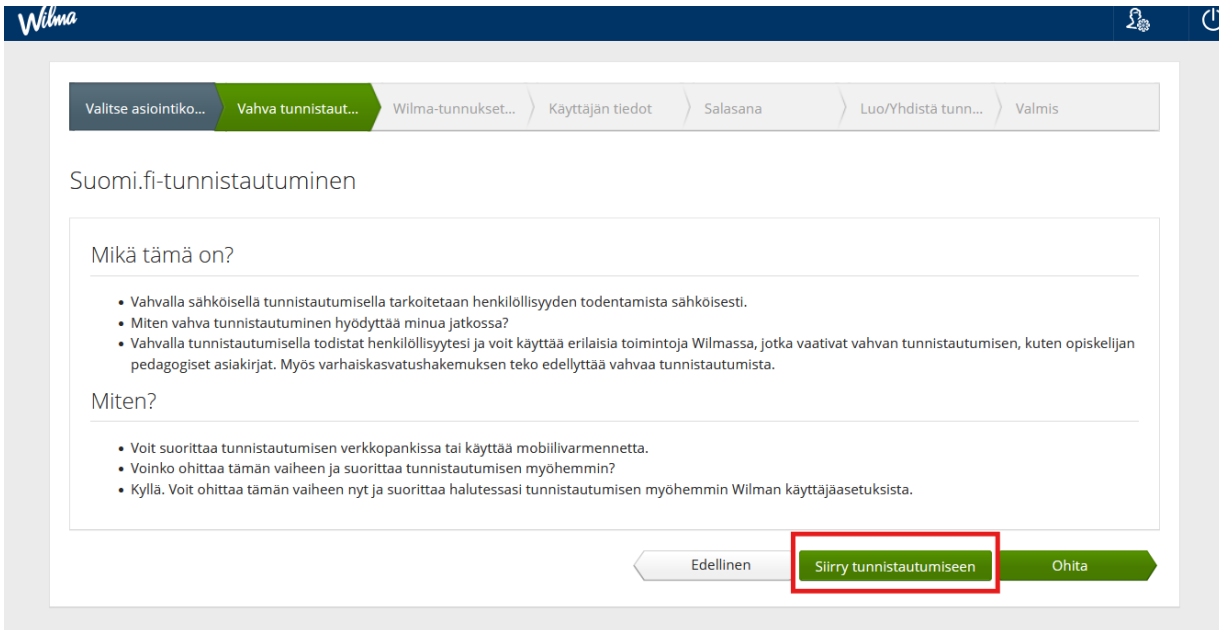 Wilma
Valitse asiointiko...
Vahva tunnistaut...
Wilma-tunnukset...
Käyttäjän tiedot
Salasana
Luo/Yhdistä tunn...
Valmis
Suomi.fi-tunnistautuminen
Mikä tämä on?
• Vahvalla sähköisellä tunnistautumisella tarkoitetaan henkilöllisyyden todentamista sähköisesti.
• Miten vahva tunnistautuminen hyödyttää minua jatkossa?
• Vahvalla tunnistautumisella todistat henkilöllisyytesi ja voit käyttää erilaisia toimintoja Wilmassa, jotka vaativat vahvan tunnistautumisen, kuten opiskelijan
pedagogiset asiakirjat. Myös varhaiskasvatushakemuksen teko edellyttää vahvaa tunnistautumista.
Miten?
• Voit suorittaa tunnistautumisen verkkopankissa tai käyttää mobiilivarmennetta.
• Voinko ohittaa tämän vaiheen ja suorittaa tunnistautumisen myöhemmin?
• Kyllä. Voit ohittaa tämän vaiheen nyt ja suorittaa halutessasi tunnistautumisen myöhemmin Wilman käyttäjäasetuksista.
Edellinen
Siirry tunnistautumiseen
Ohita